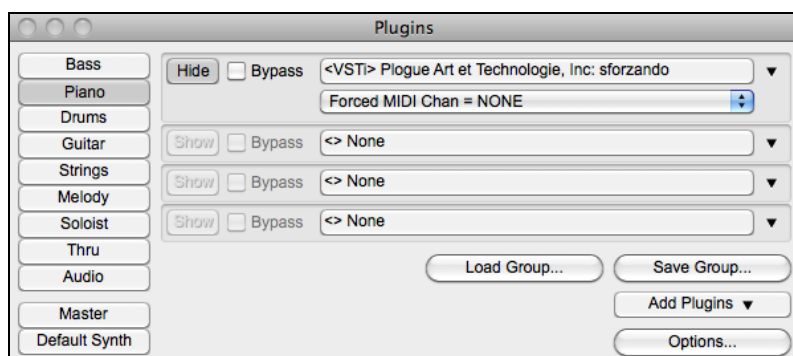 Plugins
Bass
Piano
Drums
Guitar
Strings
Melody
Soloist
Thru
Audio
Master
Default Synth
Hide Bypass <VSTi> Plogue Art et Technologie, Inc: sforzando
Forced MIDI Chan = NONE
Show Bypass <> None
Show Bypass <> None
Show Bypass <> None
Load Group... Save Group...
Add Plugins
Options...